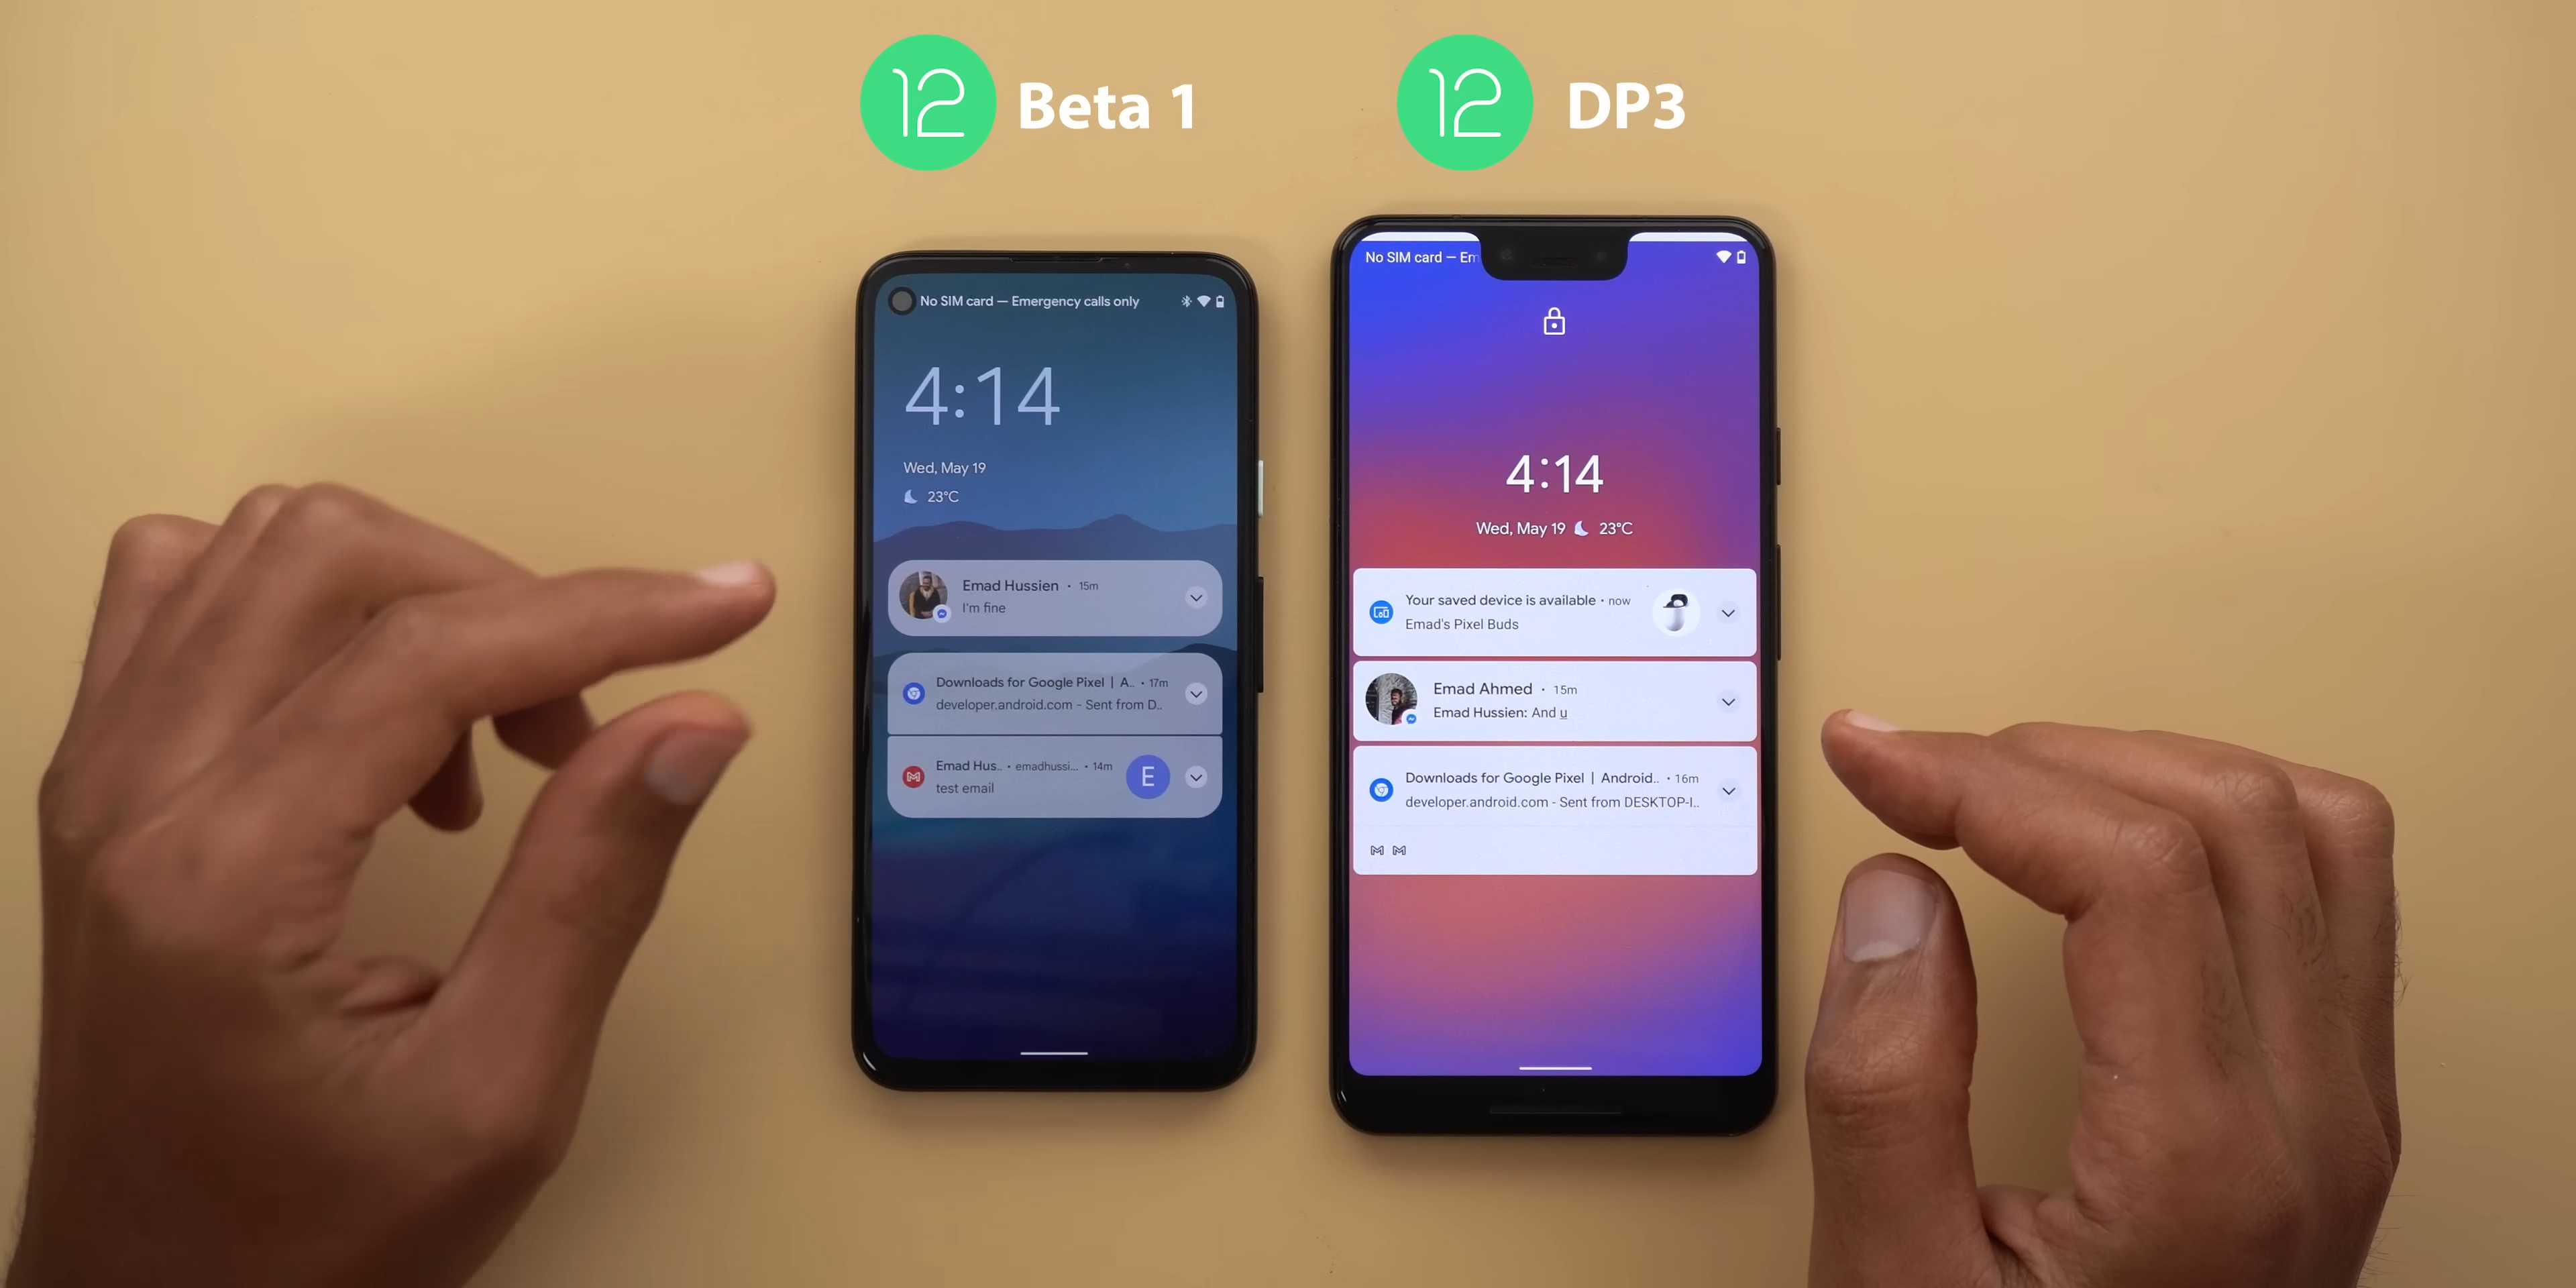 12 Beta 1
12 DP3
No SIM card — Emergency calls only
4:14
Wed, May 19
23°C
Emad Hussien · 15m
I'm fine
Downloads for Google Pixel | A.. · 17m
developer.android.com - Sent from D..
Emad Hus.. · emadhussi... · 14m
test email
E
No SIM card — Em
4:14
Wed, May 19 23°C
Your saved device is available · now
Emad's Pixel Buds
Emad Ahmed · 15m
Emad Hussien: And u
Downloads for Google Pixel | Android.. · 16m
developer.android.com - Sent from DESKTOP-I..